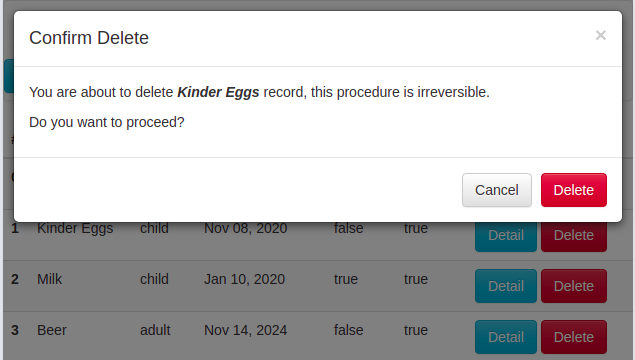 Confirm Delete ×
You are about to delete Kinder Eggs record, this procedure is irreversible.
Do you want to proceed?
Cancel Delete
1 Kinder Eggs child Nov 08, 2020 false true Detail Delete
2 Milk child Jan 10, 2020 true true Detail Delete
3 Beer adult Nov 14, 2024 false true Detail Delete